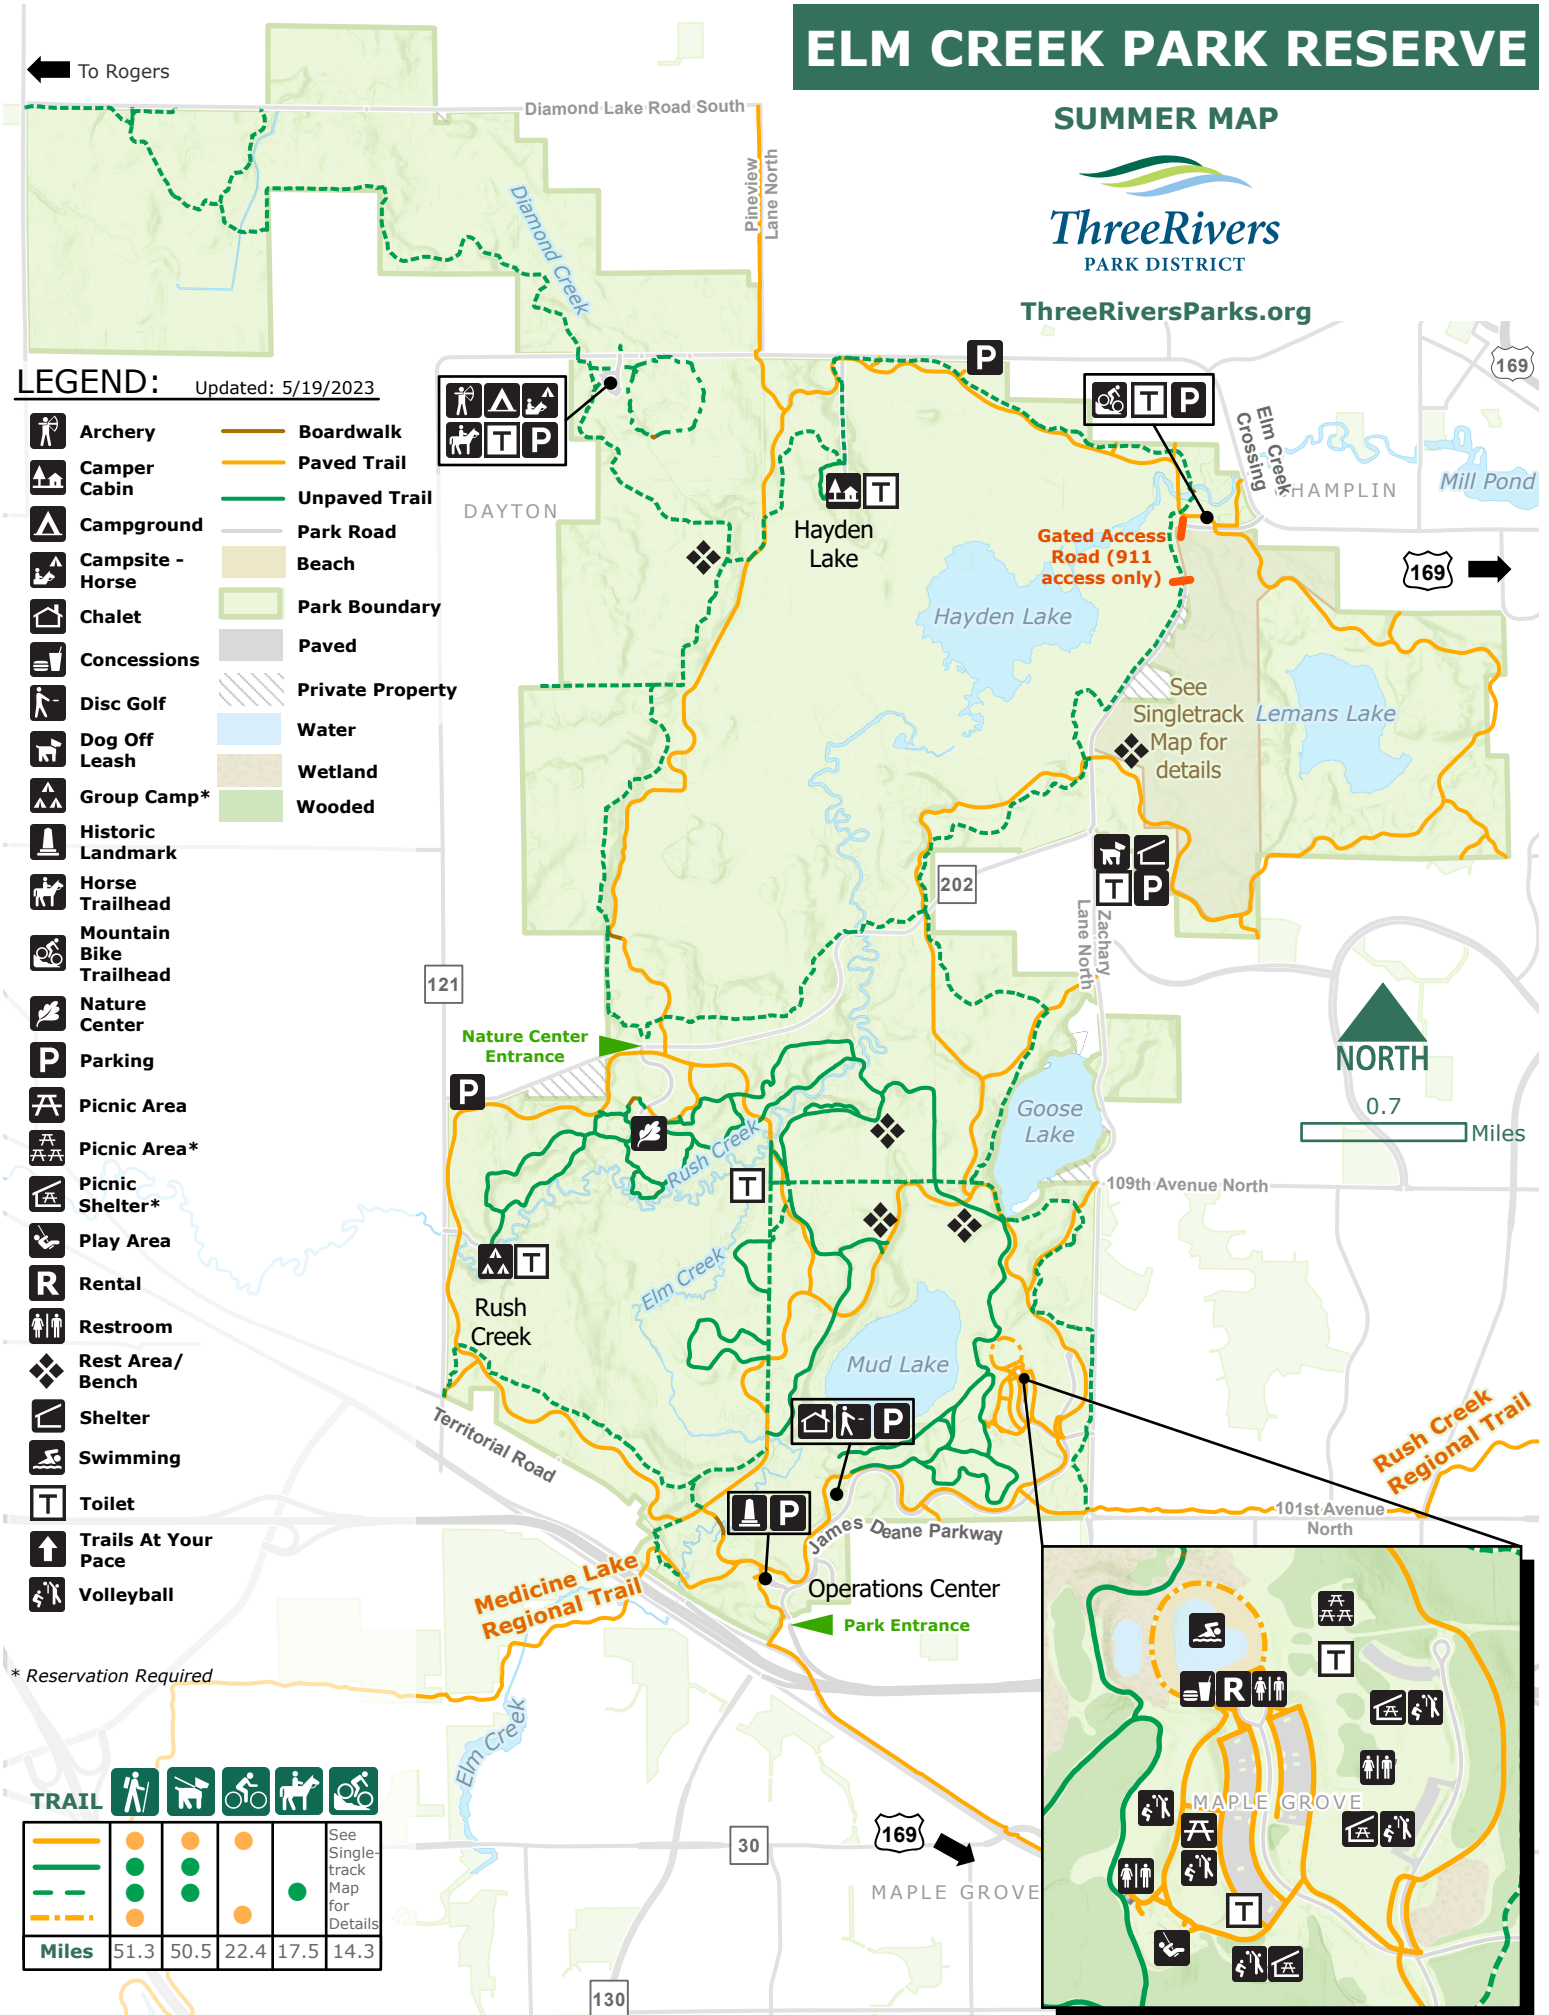 ELM CREEK PARK RESERVE
SUMMER MAP
ThreeRivers
PARK DISTRICT
ThreeRiversParks.org
To Rogers
Diamond Lake Road South
Pineview
Lane North
Diamond Creek
LEGEND:
Updated: 5/19/2023
Archery
Camper
Cabin
Campground
Campsite -
Horse
Chalet
Concessions
Disc Golf
Dog Off
Leash
Group Camp*
Historic
Landmark
Horse
Trailhead
Mountain
Bike
Trailhead
Nature
Center
P
Parking
Picnic Area
Picnic Area*
Picnic
Shelter*
Play Area
R
Rental
Restroom
Rest Area/
Bench
Shelter
Swimming
T
Toilet
Trails At Your
Pace
Volleyball
* Reservation Required
Boardwalk
Paved Trail
Unpaved Trail
Park Road
Beach
Park Boundary
Paved
Private Property
Water
Wetland
Wooded
T
P
DAYTON
P
T
P
169
Elm Creek
Crossing
CHAMPLIN
Mill Pond
T
Hayden
Lake
Gated Access
Road (911
access only)
169
Hayden Lake
See
Singletrack
Map for
details
Lemans Lake
T
P
202
Zachary
Lane North
121
Nature Center
Entrance
P
NORTH
0.7
Miles
Goose
Lake
Rush Creek
T
109th Avenue North
T
Elm Creek
Rush
Creek
Mud Lake
P
Territorial Road
Rush Creek
Regional Trail
P
101st Avenue
North
James Deane Parkway
Medicine Lake
Regional Trail
Operations Center
Park Entrance
Elm Creek
T
R
MAPLE GROVE
T
30
169
MAPLE GROVE
130
TRAIL
See
Single-
track
Map
for
Details
Miles 51.3 50.5 22.4 17.5 14.3